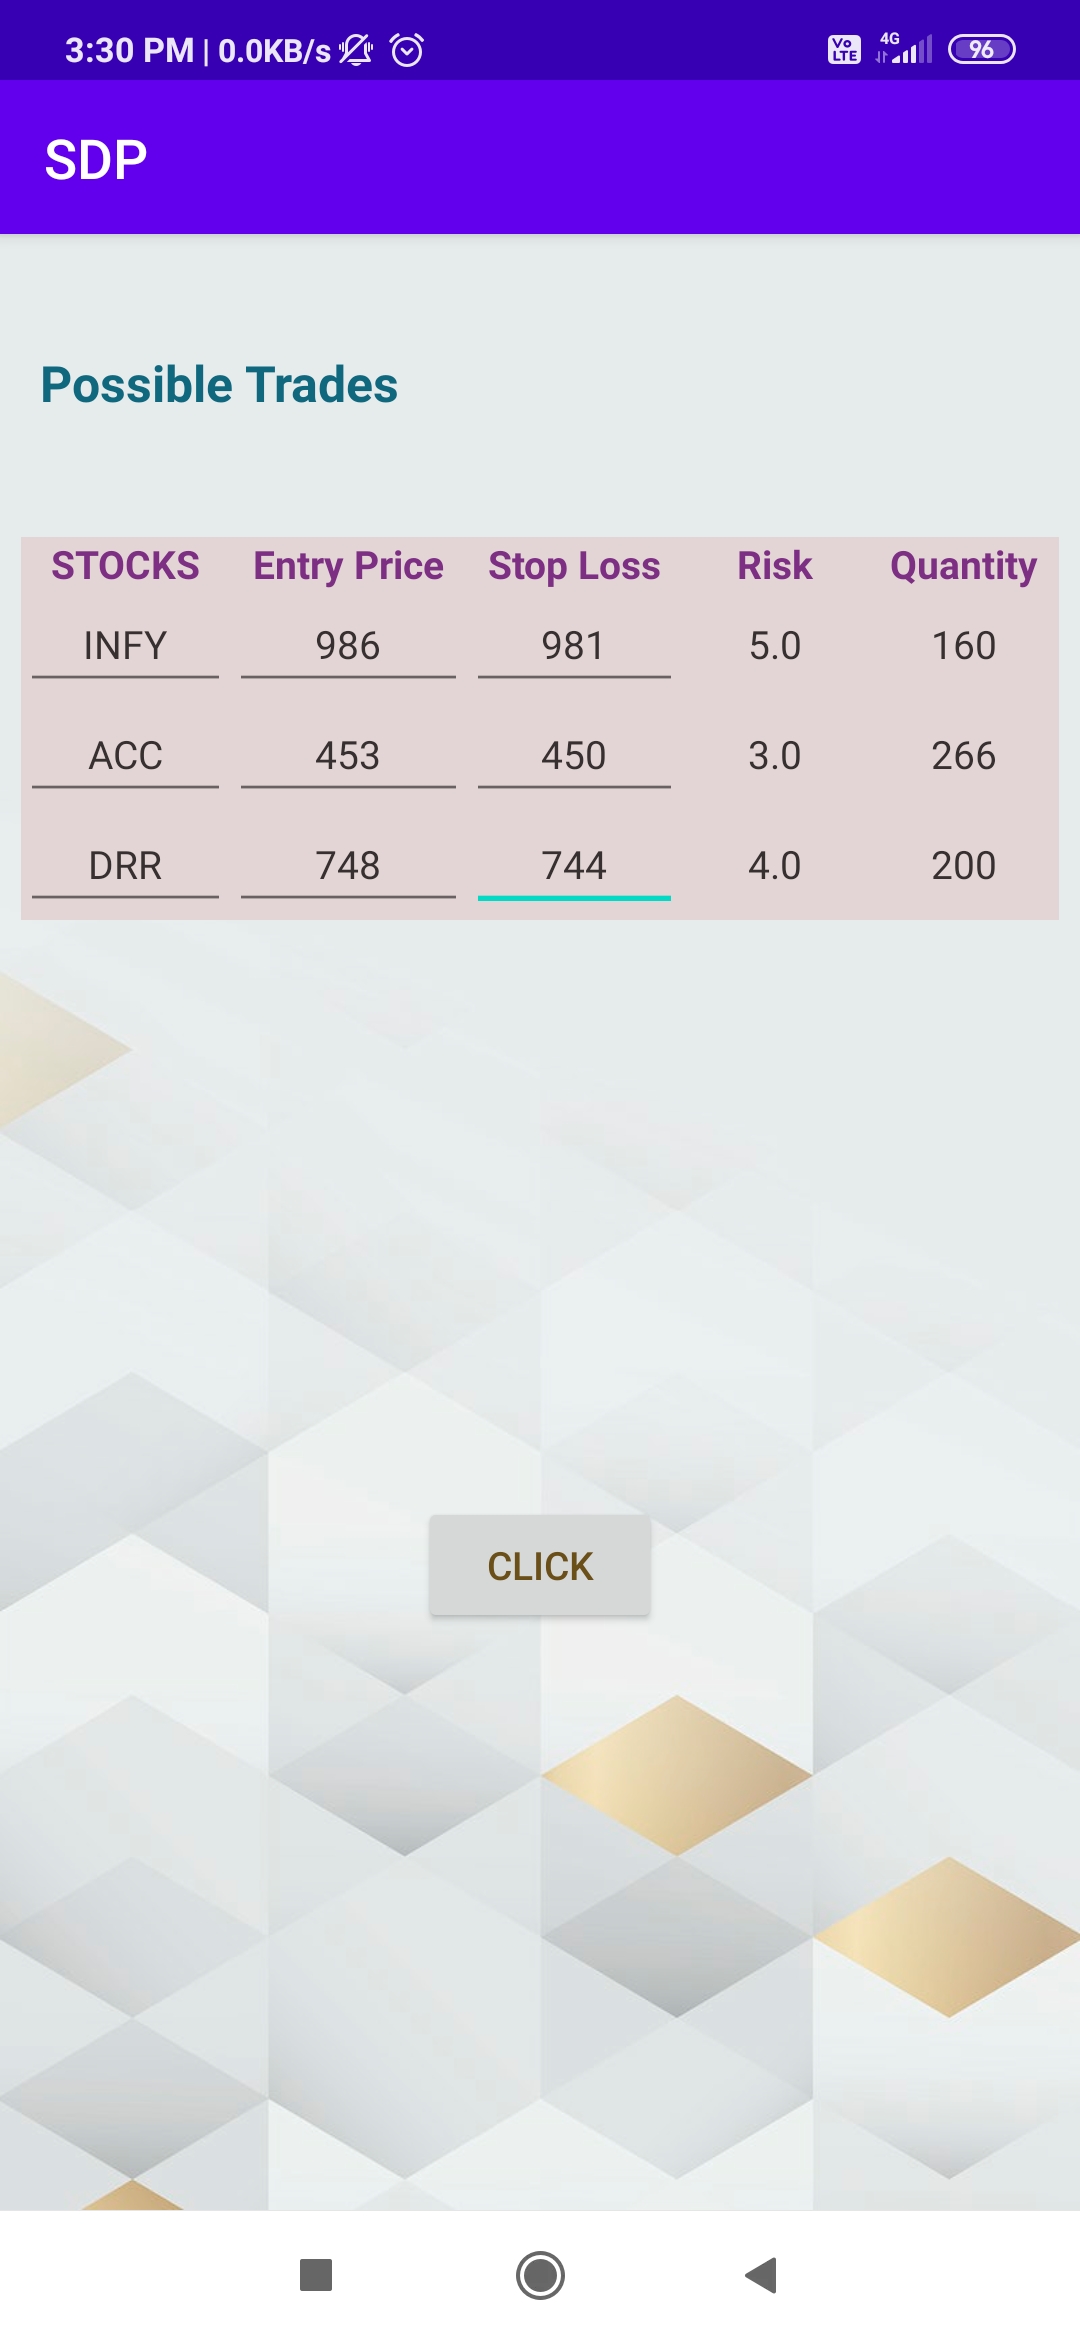 3:30 PM | 0.0KB/s Vo LTE 4G 96
SDP
Possible Trades
STOCKS Entry Price Stop Loss Risk Quantity
INFY 986 981 5.0 160
ACC 453 450 3.0 266
DRR 748 744 4.0 200
CLICK